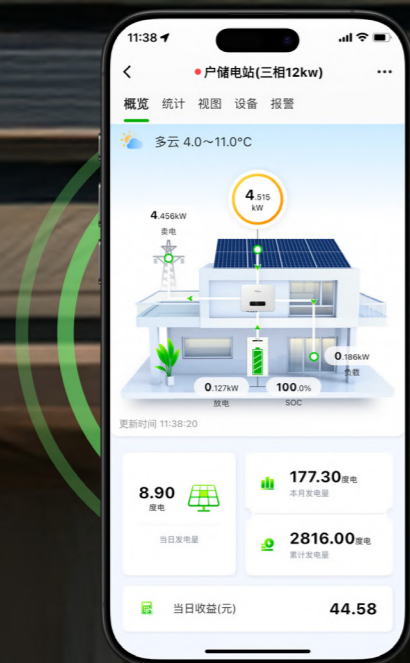 11:38
户储电站(三相12kw)
概览 统计 视图 设备 报警
多云 4.0～11.0°C
4.515
kW
4.456kW
卖电
0.186kW
负载
0.127kW
放电
100.0%
SOC
更新时间 11:38:20
8.90
度电
当日发电量
177.30度电
本月发电量
2816.00度电
累计发电量
当日收益(元)
44.58